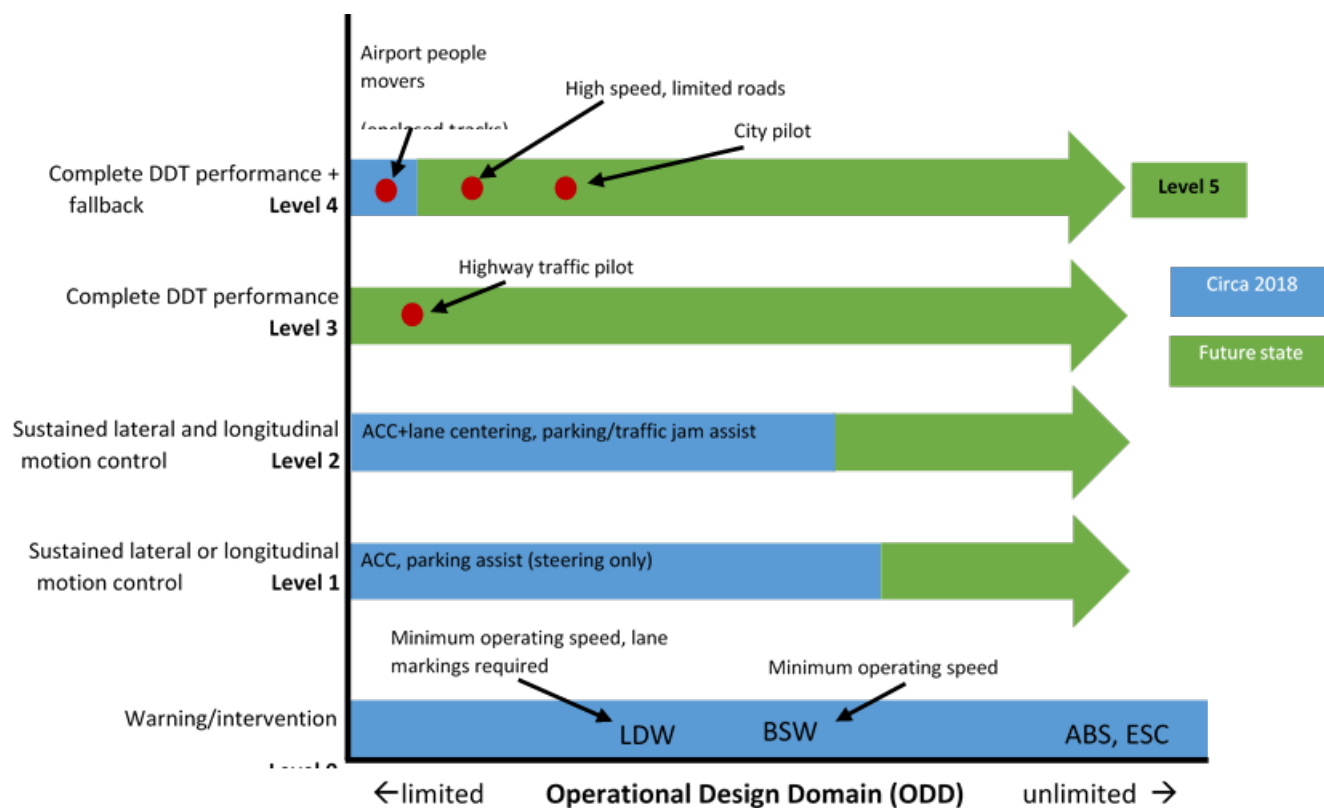 Airport people
movers
(enclosed tracks)
High speed, limited roads
City pilot
Complete DDT performance +
fallback Level 4
Level 5
Highway traffic pilot
Complete DDT performance
Level 3
Circa 2018
Future state
Sustained lateral and longitudinal
motion control Level 2
ACC+lane centering, parking/traffic jam assist
Sustained lateral or longitudinal
motion control Level 1
ACC, parking assist (steering only)
Minimum operating speed, lane
markings required
Minimum operating speed
Warning/intervention
Level 0
LDW
BSW
ABS, ESC
←limited Operational Design Domain (ODD) unlimited →